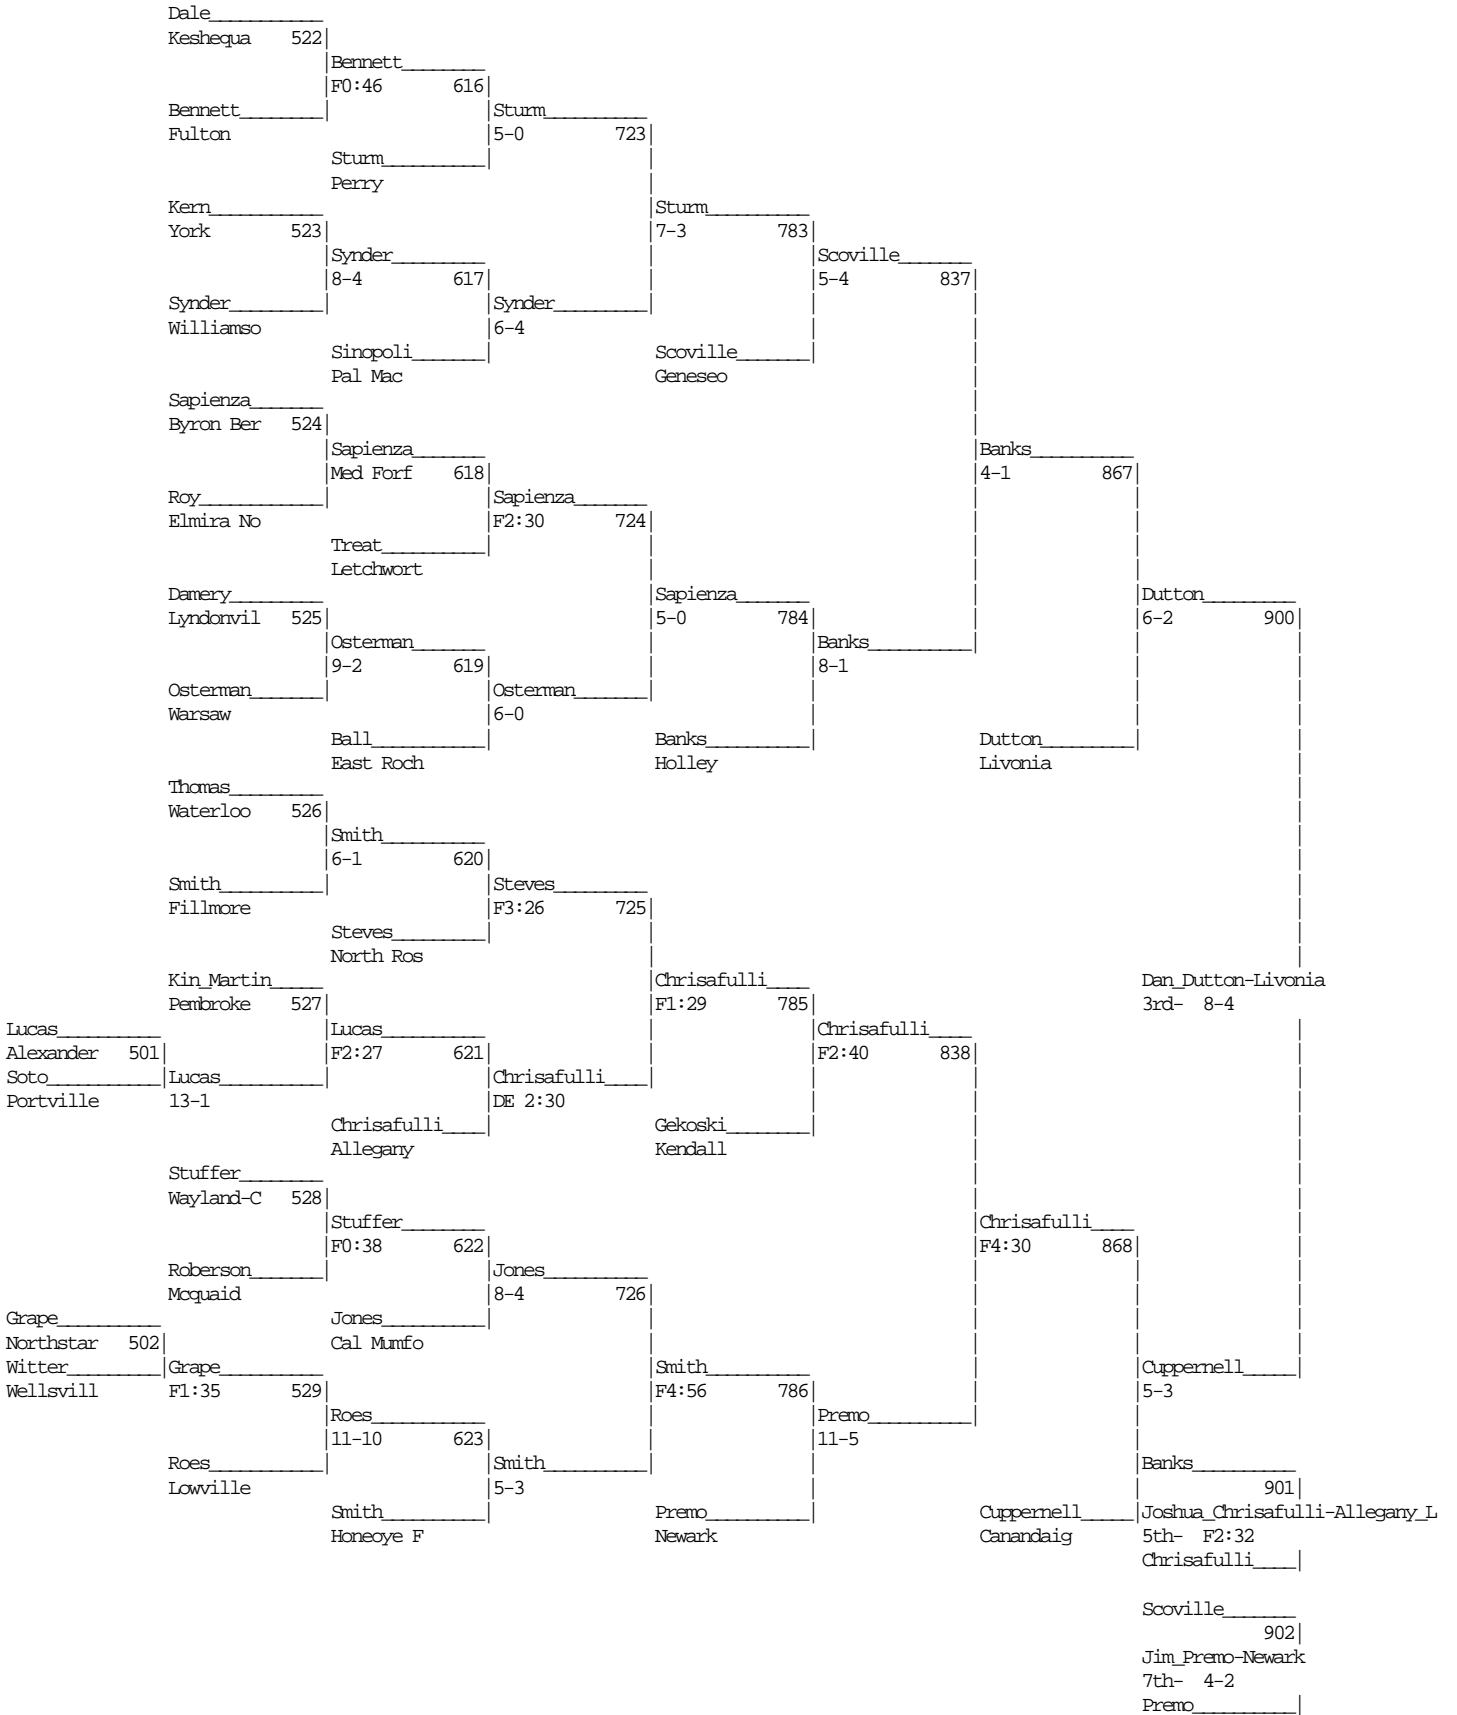 Dale
Keshequa 522
Bennett
F0:46 616
Bennett Sturm
Fulton 5-0 723
Sturm
Perry
Kern Sturm
York 523 7-3 783
Synder Scoville
8-4 617 5-4 837
Synder Synder
Williamso 6-4
Sinopoli Scoville
Pal Mac Geneseo
Sapienza
Byron Ber 524
Sapienza Banks
Med Forf 618 4-1 867
Roy Sapienza
Elmira No F2:30 724
Treat
Letchwort
Damery Sapienza Dutton
Lyndonvil 525 5-0 784 6-2 900
Osterman Banks
9-2 619 8-1
Osterman Osterman
Warsaw 6-0
Ball Banks Dutton
East Roch Holley Livonia
Thomas
Waterloo 526
Smith
6-1 620
Smith Steves
Fillmore F3:26 725
Steves
North Ros
Kin_Martin Chrisafulli Dan_Dutton-Livonia
Pembroke 527 F1:29 785 3rd- 8-4
Lucas Lucas Chrisafulli
Alexander 501 F2:27 621 F2:40 838
Soto Lucas Chrisafulli
Portville 13-1 DE 2:30
Chrisafulli Gekoski
Allegany Kendall
Stuffer
Wayland-C 528
Stuffer Chrisafulli
F0:38 622 F4:30 868
Roberson Jones
Mcquaid 8-4 726
Grape Jones
Northstar 502 Cal Mumfo
Witter Grape Smith Cuppernell
Wellsvill F1:35 529 F4:56 786 5-3
Roes Premo
11-10 623 11-5
Roes Smith Banks
Lowville 5-3 901
Smith Premo Cuppernell Joshua_Chrisafulli-Allegany_L
Honeoye F Newark Canandaig 5th- F2:32
Chrisafulli
Scoville
902
Jim_Premo-Newark
7th- 4-2
Premo